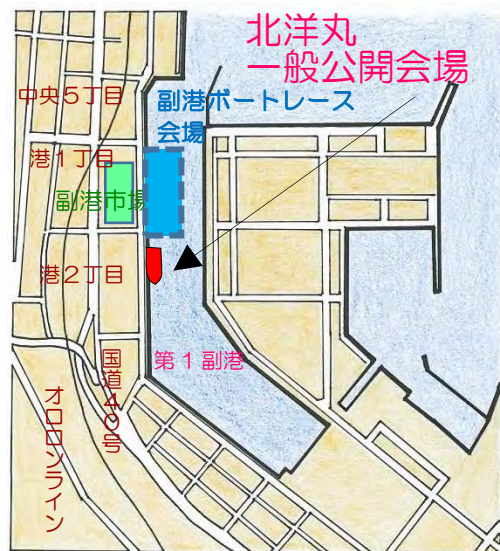 北洋丸
一般公開会場
中央5丁目
副港ボートレース
会場
港1丁目
副港市場
港2丁目
第1副港
国道40号
オロロンライン